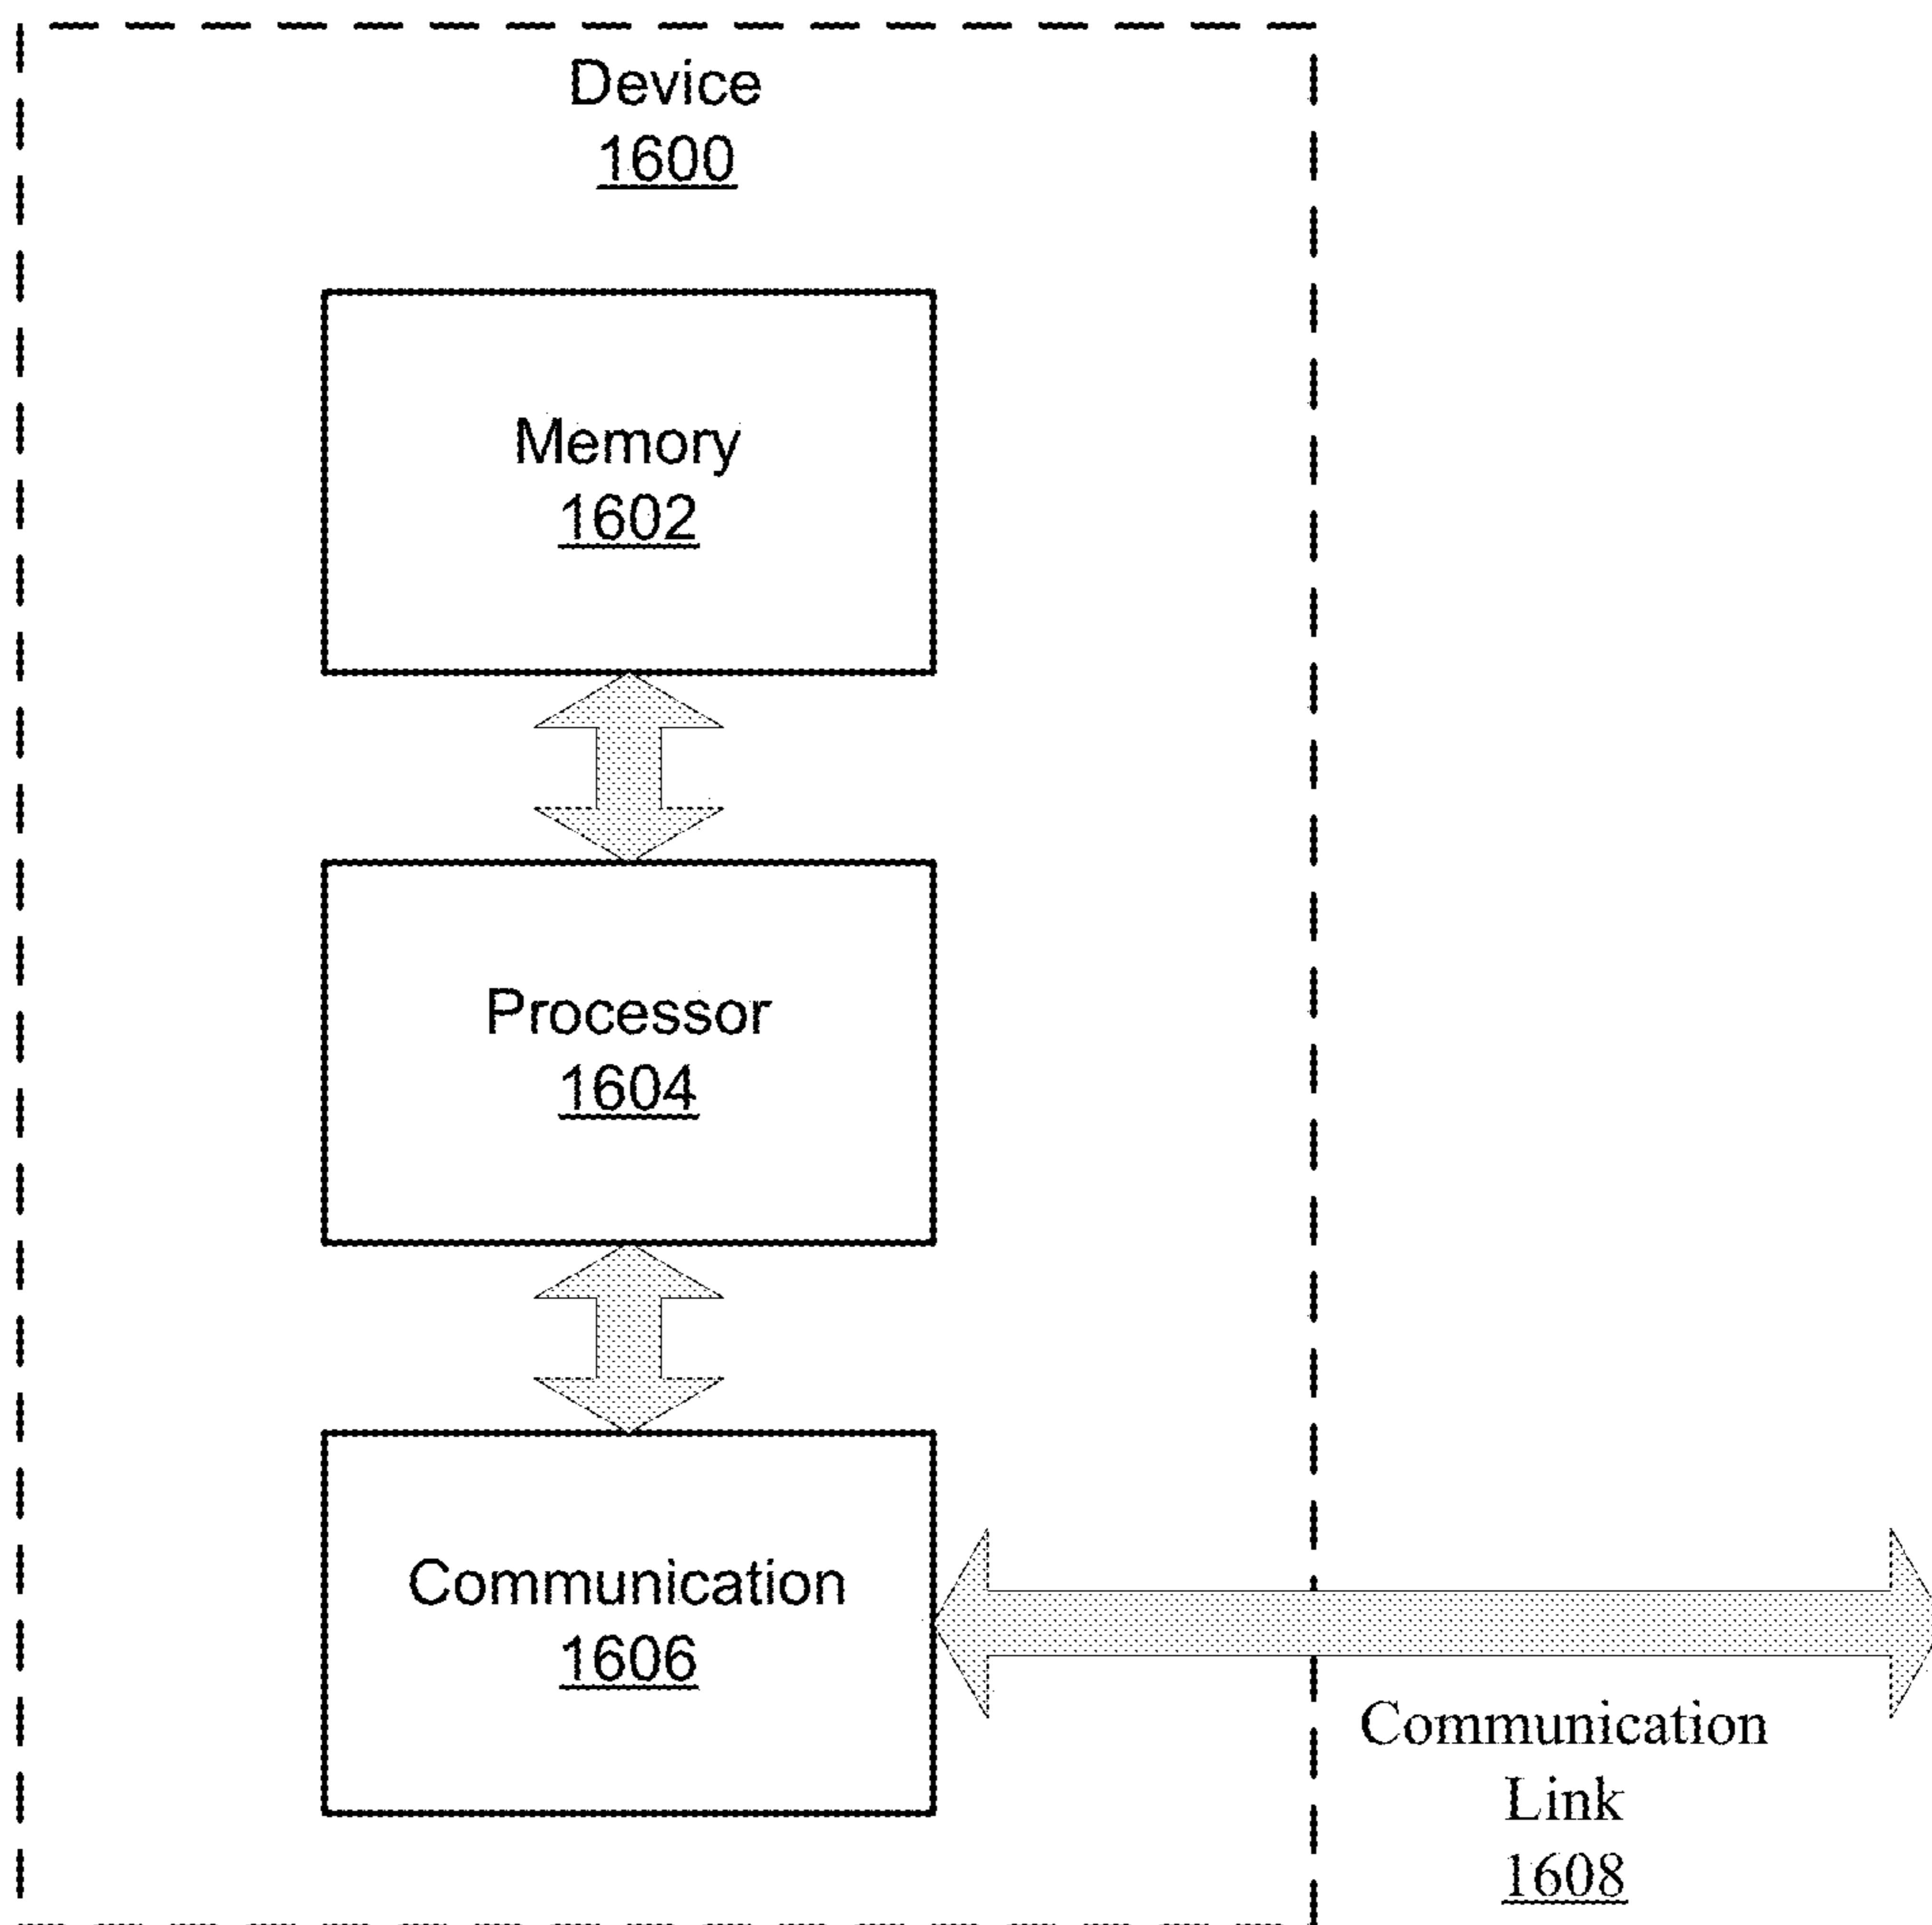 Device
1600
Memory
1602
Processor
1604
Communication
1606
Communication
Link
1608